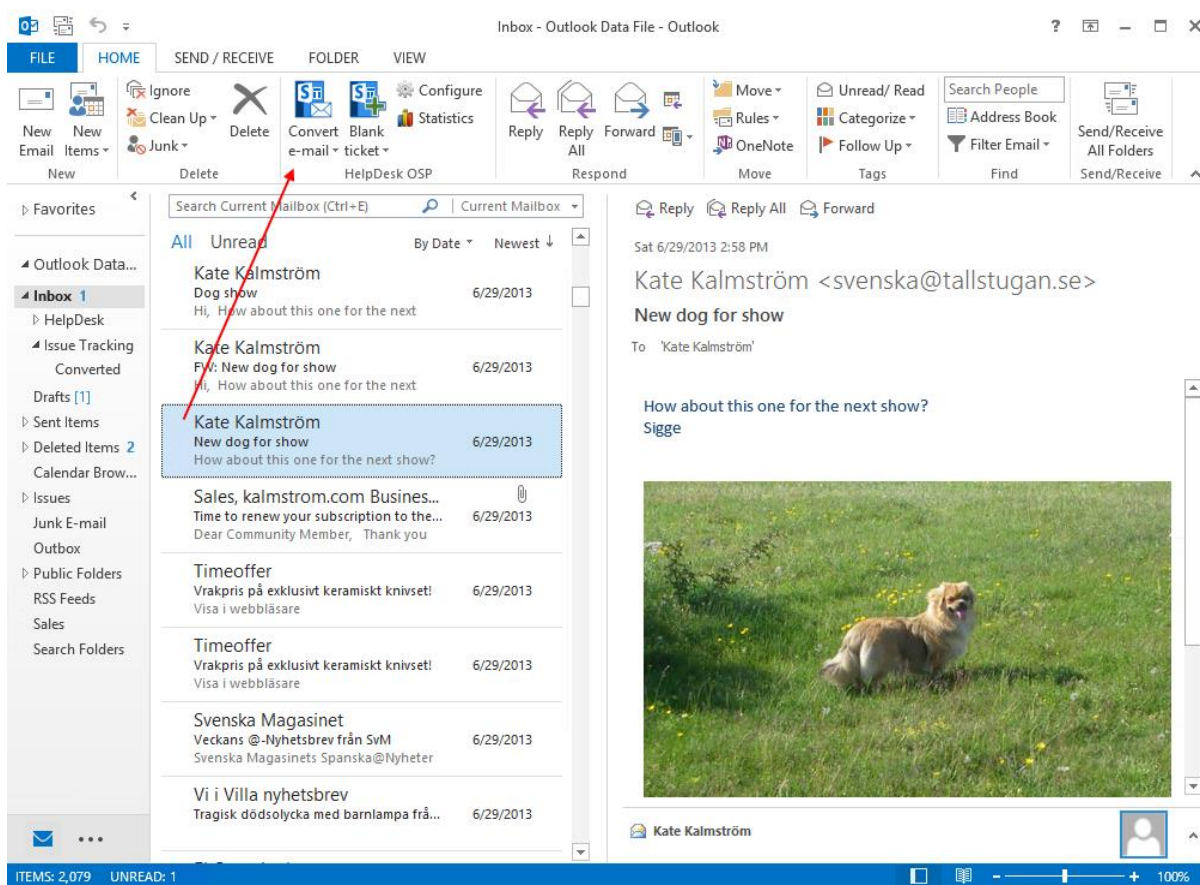 Inbox - Outlook Data File - Outlook
?
FILE HOME SEND / RECEIVE FOLDER VIEW
New Email
New Items
New
Ignore
Clean Up
Junk
Delete
Delete
Convert e-mail
Blank ticket
Configure
Statistics
HelpDesk OSP
Reply
Reply All
Forward
Respond
Move
Rules
OneNote
Move
Unread/ Read
Categorize
Follow Up
Tags
Search People
Address Book
Filter Email
Find
Send/Receive All Folders
Send/Receive
Favorites
Outlook Data...
Inbox 1
HelpDesk
Issue Tracking
Converted
Drafts [1]
Sent Items
Deleted Items 2
Calendar Brow...
Issues
Junk E-mail
Outbox
Public Folders
RSS Feeds
Sales
Search Folders
Search Current Mailbox (Ctrl+E) Current Mailbox
All Unread By Date Newest
Kate Kalmström
Dog show 6/29/2013
Hi, How about this one for the next
Kate Kalmström
FW: New dog for show 6/29/2013
Hi, How about this one for the next
Kate Kalmström
New dog for show 6/29/2013
How about this one for the next show?
Sales, kalmstrom.com Busines...
Time to renew your subscription to the... 6/29/2013
Dear Community Member, Thank you
Timeoffer
Vrakpris på exklusivt keramiskt knivset! 6/29/2013
Visa i webbläsare
Timeoffer
Vrakpris på exklusivt keramiskt knivset! 6/29/2013
Visa i webbläsare
Svenska Magasinet
Veckans @-Nyhetsbrev från SvM 6/29/2013
Svenska Magasinets Spanska@Nyheter
Vi i Villa nyhetsbrev
Tragisk dödsolycka med barnlampa frå... 6/29/2013
Reply Reply All Forward
Sat 6/29/2013 2:58 PM
Kate Kalmström <svenska@tallstugan.se>
New dog for show
To 'Kate Kalmström'
How about this one for the next show?
Sigge
Kate Kalmström
ITEMS: 2,079 UNREAD: 1 100%